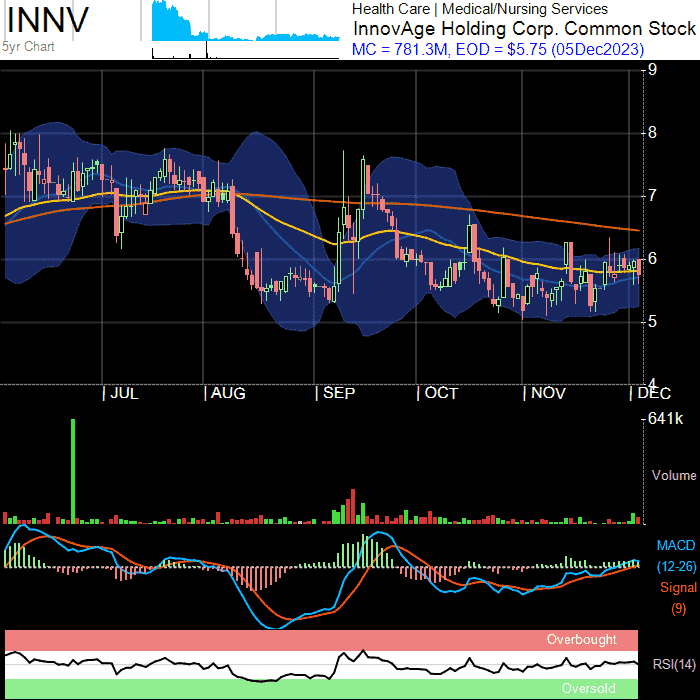 INNV
5yr Chart
Health Care | Medical/Nursing Services
InnovAge Holding Corp. Common Stock
MC = 781.3M, EOD = $5.75 (05Dec2023)
9
8
7
6
5
4
JUL
AUG
SEP
OCT
NOV
DEC
641k
Volume
MACD
(12-26)
Signal
(9)
Overbought
RSI(14)
Oversold